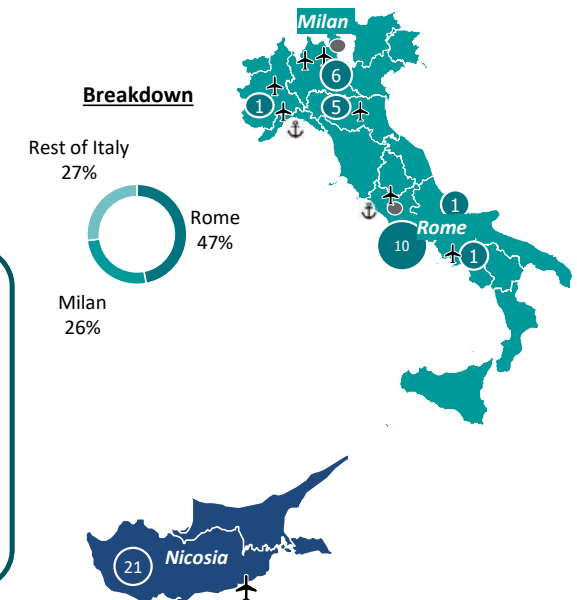 Milan
6
Breakdown
1
5
Rest of Italy
27%
Rome
47%
1
Rome
10
1
Milan
26%
21
Nicosia